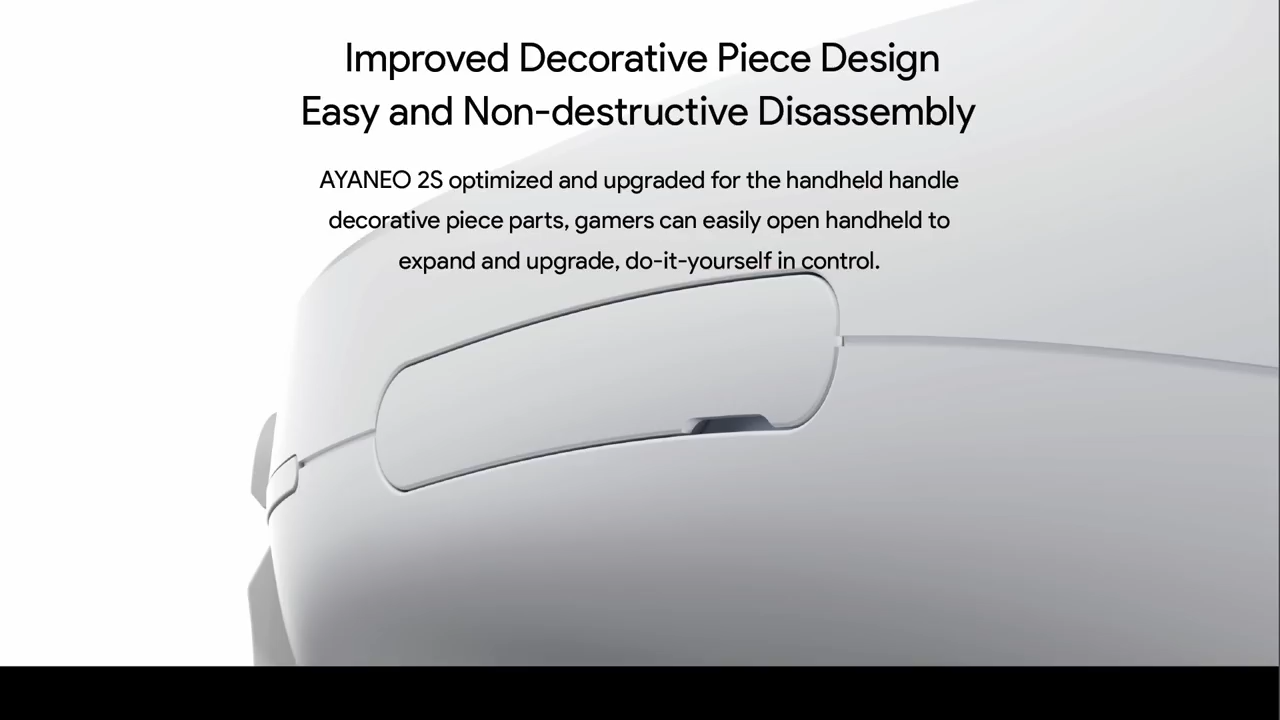 Improved Decorative Piece Design
Easy and Non-destructive Disassembly
AYANEO 2S optimized and upgraded for the handheld handle
decorative piece parts, gamers can easily open handheld to
expand and upgrade, do-it-yourself in control.